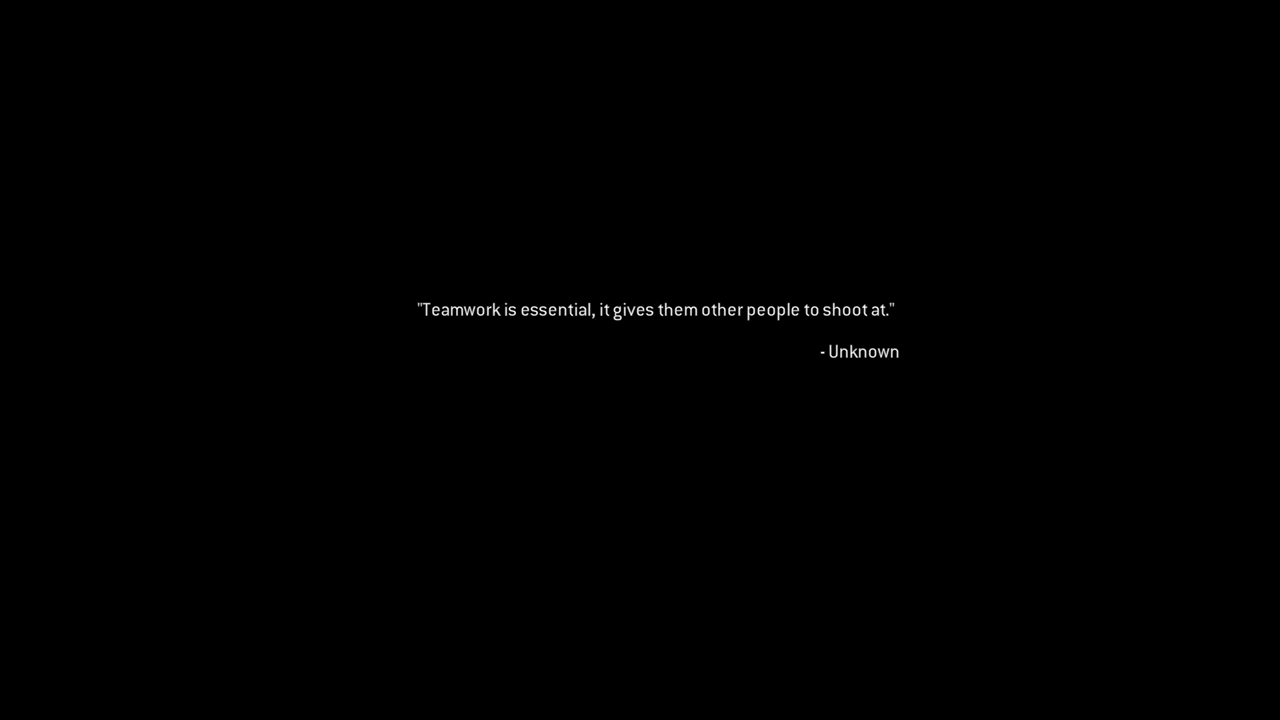 "Teamwork is essential, it gives them other people to shoot at."
- Unknown